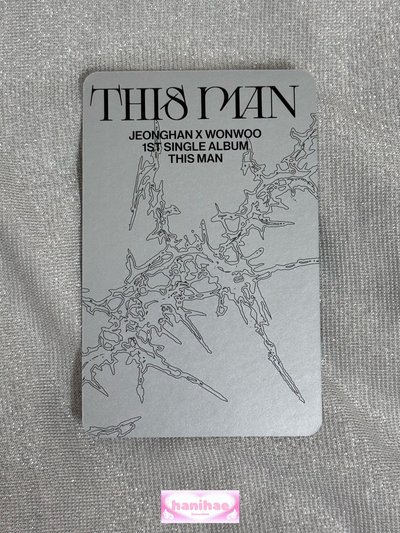 THIS MAN
JEONGHAN X WONWOO
1ST SINGLE ALBUM
THIS MAN
hanihae